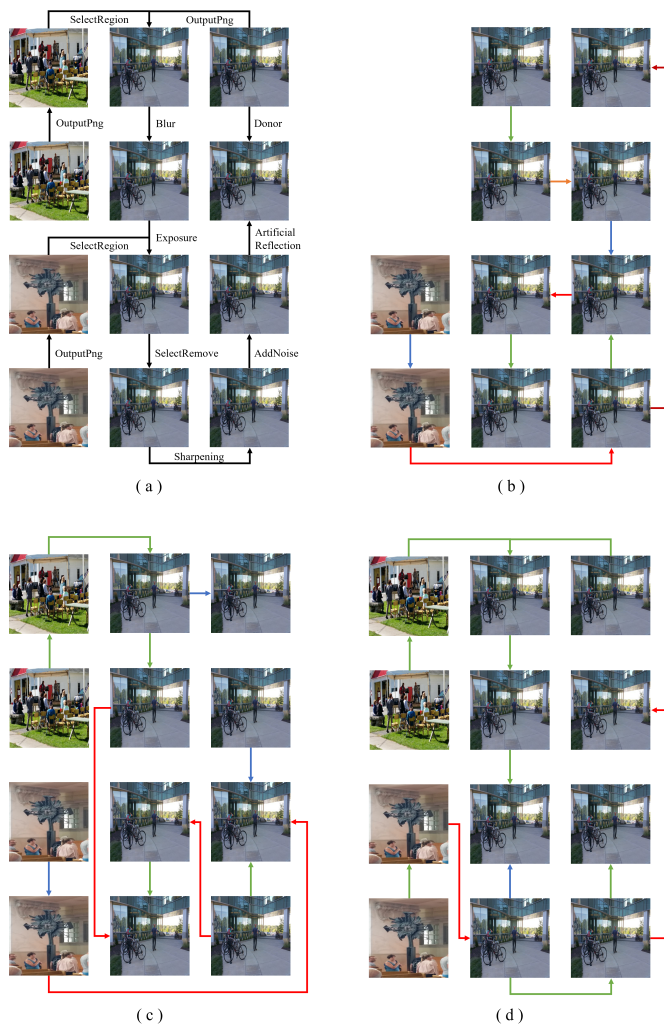 SelectRegion
OutputPng
OutputPng
Blur
Donor
Exposure
Artificial
Reflection
SelectRegion
OutputPng
SelectRemove
AddNoise
Sharpening
( a )
( b )
( c )
( d )